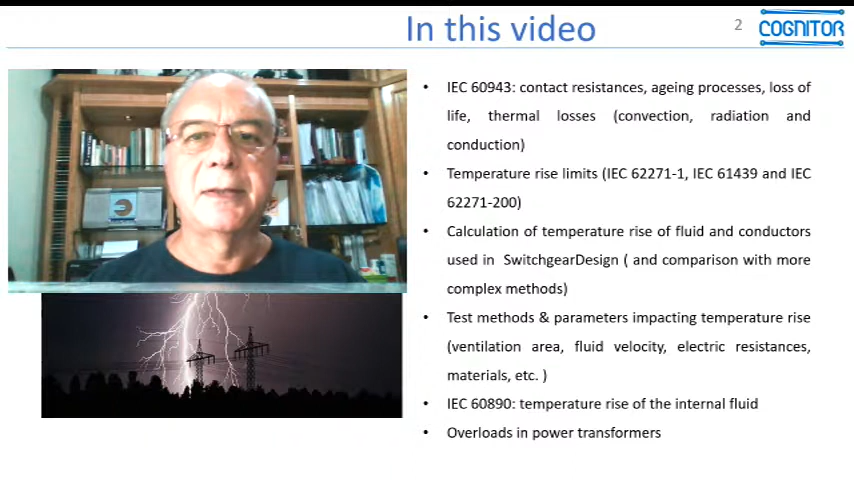 In this video
2
COGNITOR
• IEC 60943: contact resistances, ageing processes, loss of
life, thermal losses (convection, radiation and
conduction)
• Temperature rise limits (IEC 62271-1, IEC 61439 and IEC
62271-200)
• Calculation of temperature rise of fluid and conductors
used in SwitchgearDesign ( and comparison with more
complex methods)
• Test methods & parameters impacting temperature rise
(ventilation area, fluid velocity, electric resistances,
materials, etc. )
• IEC 60890: temperature rise of the internal fluid
• Overloads in power transformers